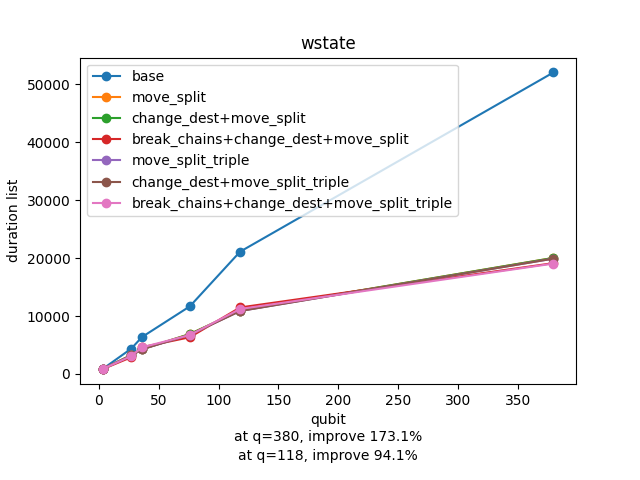 wstate
base
move_split
change_dest+move_split
break_chains+change_dest+move_split
move_split_triple
change_dest+move_split_triple
break_chains+change_dest+move_split_triple
duration list
50000
40000
30000
20000
10000
0
0 50 100 150 200 250 300 350
qubit
at q=380, improve 173.1%
at q=118, improve 94.1%